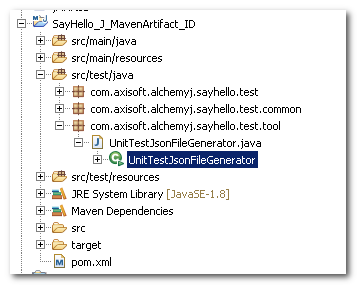 SayHello_J_MavenArtifact_ID
src/main/java
src/main/resources
src/test/java
com.axisoft.alchemyj.sayhello.test
com.axisoft.alchemyj.sayhello.test.common
com.axisoft.alchemyj.sayhello.test.tool
UnitTestJsonFileGenerator.java
UnitTestJsonFileGenerator
src/test/resources
JRE System Library [JavaSE-1.8]
Maven Dependencies
src
target
pom.xml